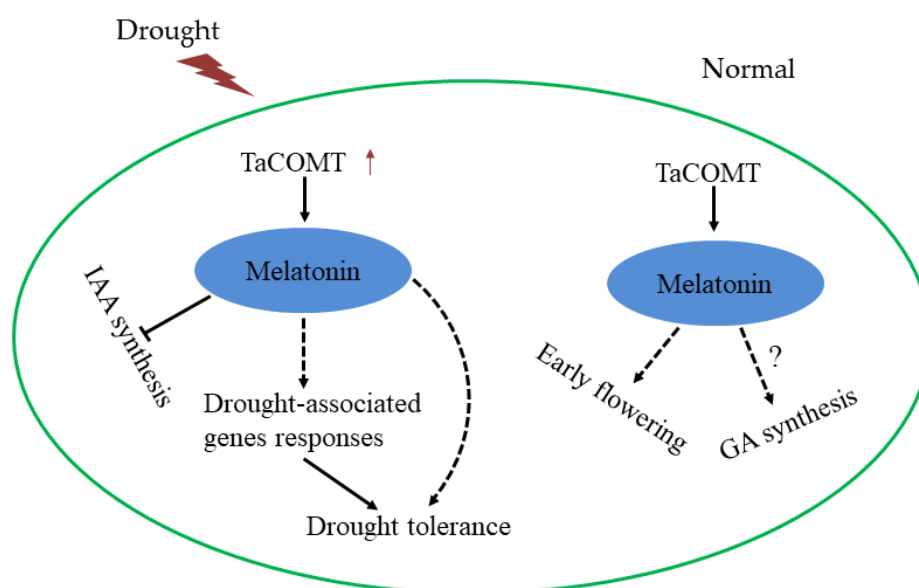 Drought
Normal
TaCOMT ↑
Melatonin
IAA synthesis
Drought-associated
genes responses
Drought tolerance
TaCOMT
Melatonin
?
Early flowering
GA synthesis